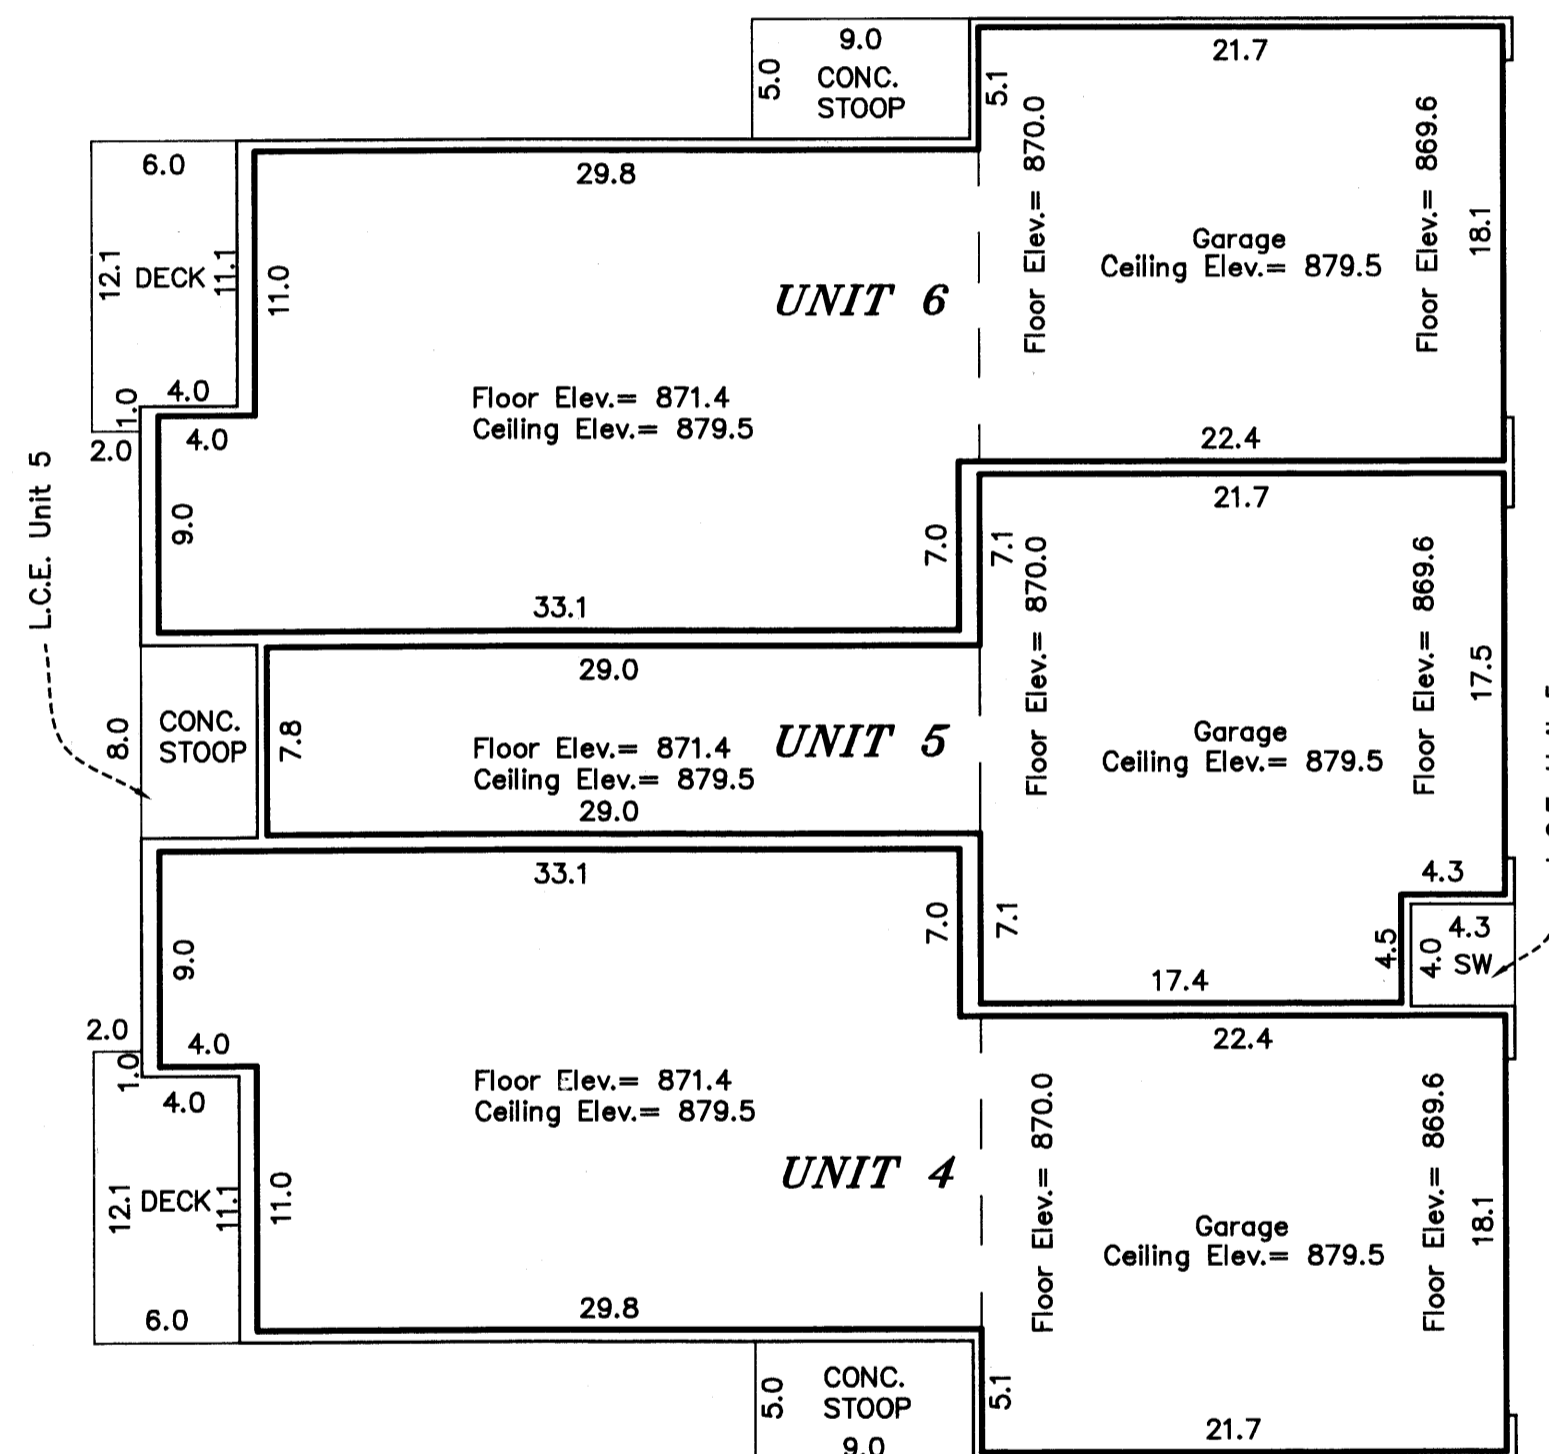 9.0
5.0
CONC.
STOOP
21.7
5.1
Floor Elev.= 870.0
Floor Elev.= 869.6
18.1
Garage
Ceiling Elev.= 879.5
6.0
29.8
12.1
DECK
11.1
11.0
UNIT 6
Floor Elev.= 871.4
Ceiling Elev.= 879.5
4.0
1.0
2.0
4.0
22.4
L.C.E. Unit 5
9.0
7.0
33.1
21.7
7.1
Floor Elev.= 870.0
Floor Elev.= 869.6
17.5
29.0
8.0
CONC.
STOOP
7.8
UNIT 5
Floor Elev.= 871.4
Ceiling Elev.= 879.5
29.0
Garage
Ceiling Elev.= 879.5
33.1
4.3
9.0
7.0
7.1
4.5
4.3
4.0
SW
17.4
2.0
1.0
4.0
4.0
22.4
Floor Elev.= 871.4
Ceiling Elev.= 879.5
Floor Elev.= 870.0
Floor Elev.= 869.6
UNIT 4
12.1
DECK
11.1
11.0
18.1
Garage
Ceiling Elev.= 879.5
6.0
29.8
5.0
CONC.
STOOP
9.0
5.1
21.7